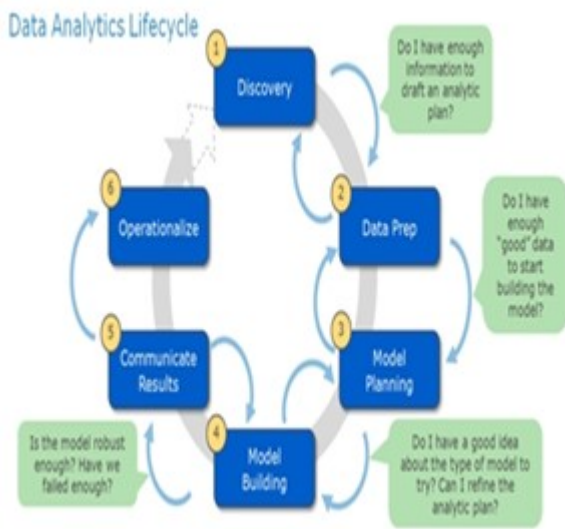 Data Analytics Lifecycle
1
Discovery
Do I have enough
information to
draft an analytic
plan?
2
Data Prep
Do I have
enough
"good" data
to start
building the
model?
3
Model
Planning
Do I have a good idea
about the type of model to
try? Can I refine the
analytic plan?
4
Model
Building
Is the model robust
enough? Have we
failed enough?
5
Communicate
Results
6
Operationalize